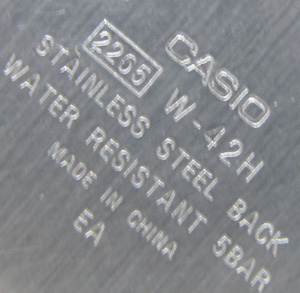 CASIO
2205 W-42H
STAINLESS STEEL BACK
WATER RESISTANT 5BAR
MADE IN CHINA
EA